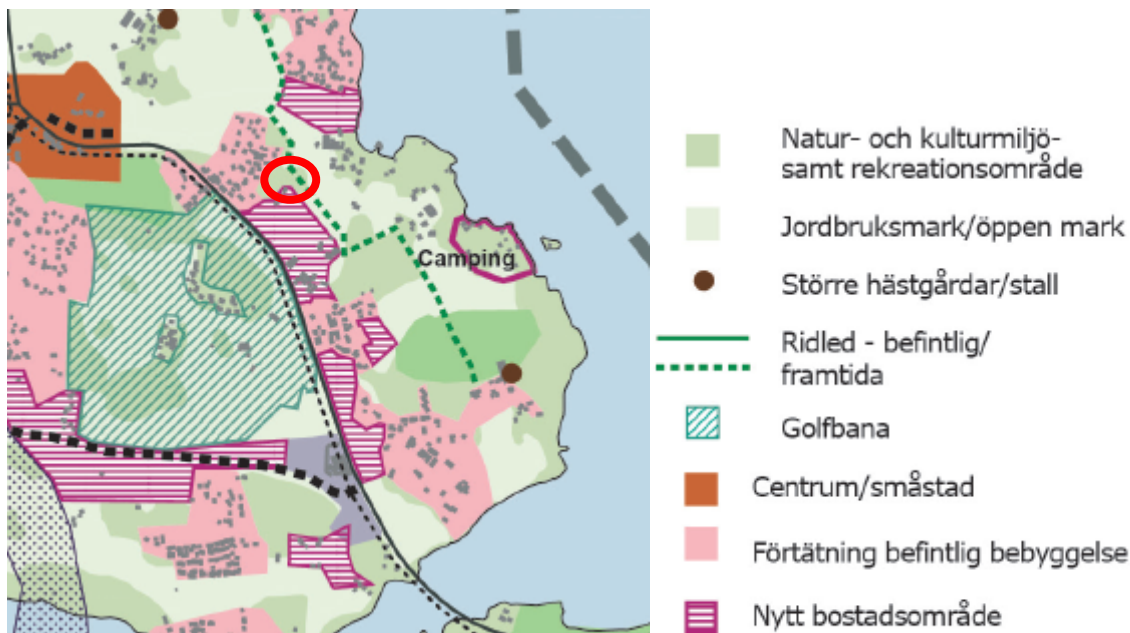 Camping
Natur- och kulturmiljö-
samt rekreationsområde
Jordbruksmark/öppen mark
Större hästgårdar/stall
Ridled - befintlig/
framtida
Golfbana
Centrum/småstad
Förtätning befintlig bebyggelse
Nytt bostadsområde